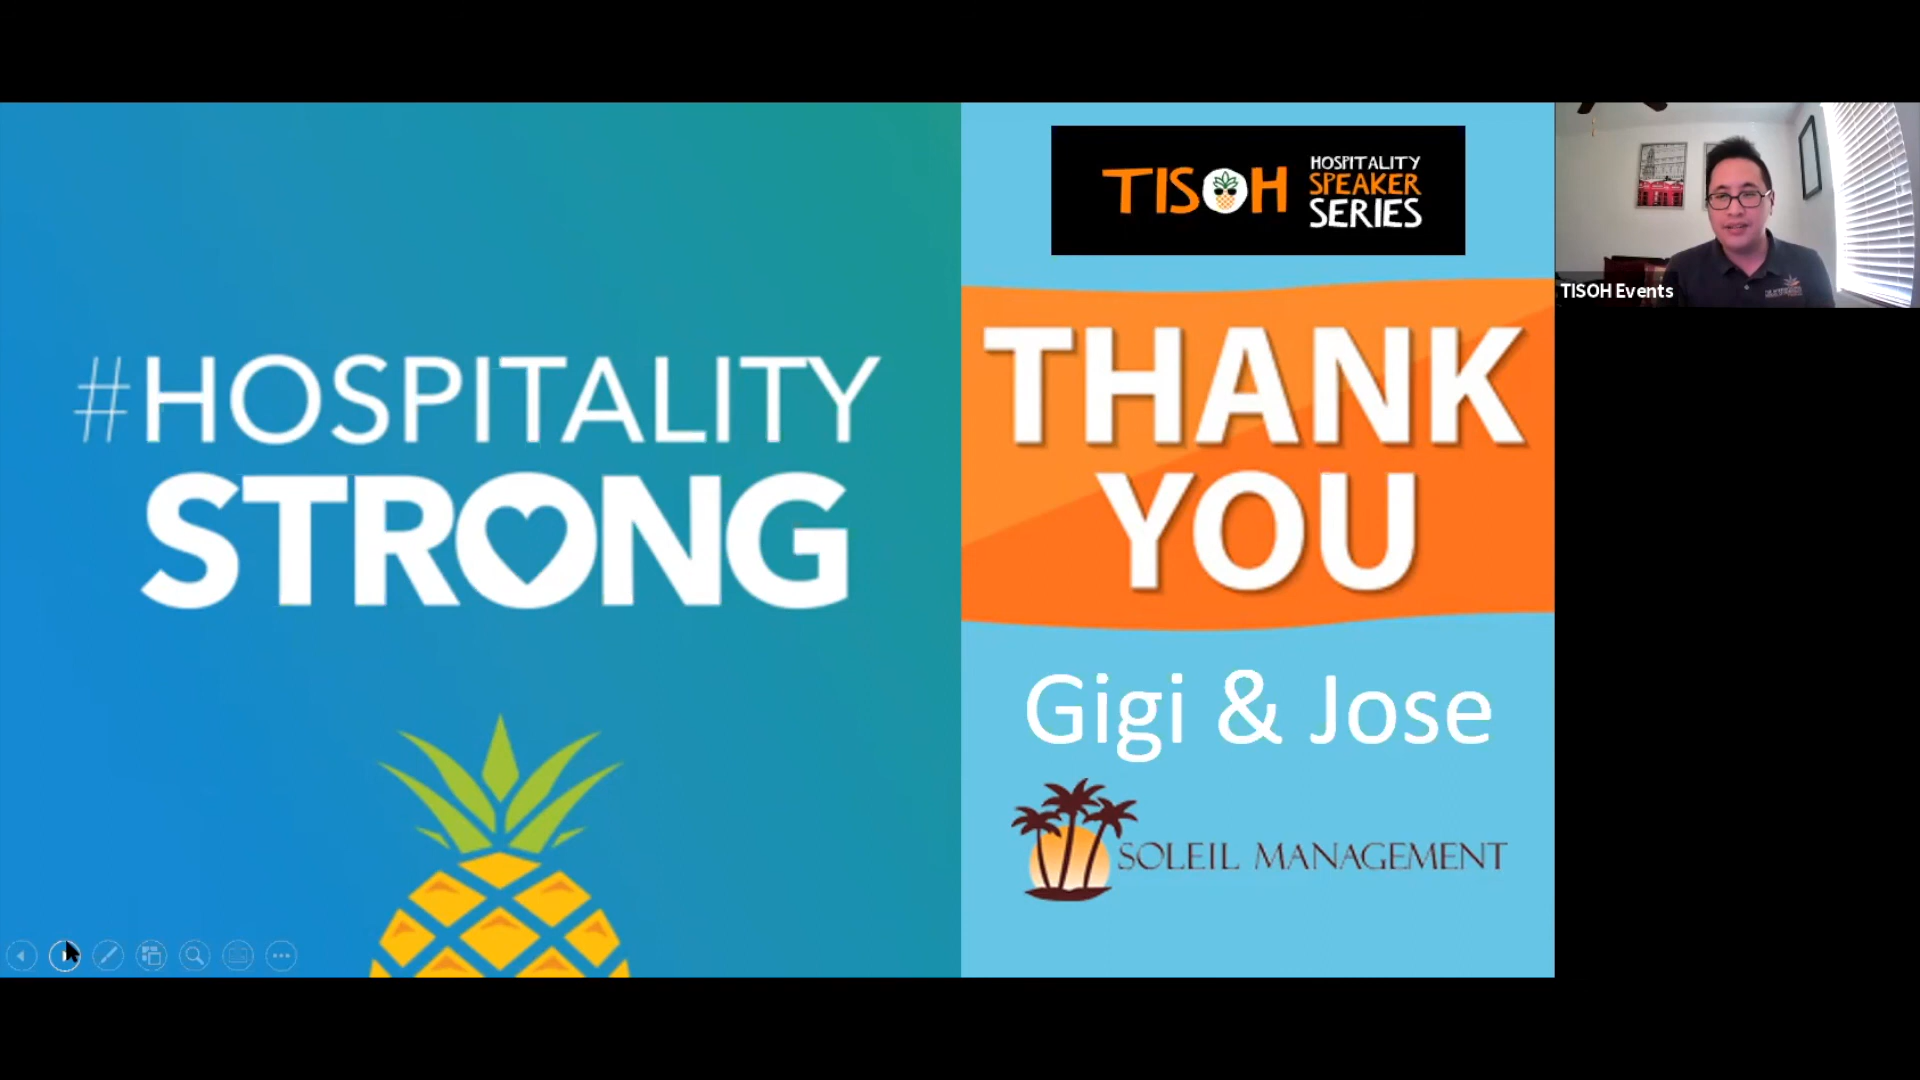 #HOSPITALITY
STRONG
TISOH
HOSPITALITY
SPEAKER
SERIES
THANK
YOU
Gigi & Jose
SOLEIL MANAGEMENT
TISOH Events